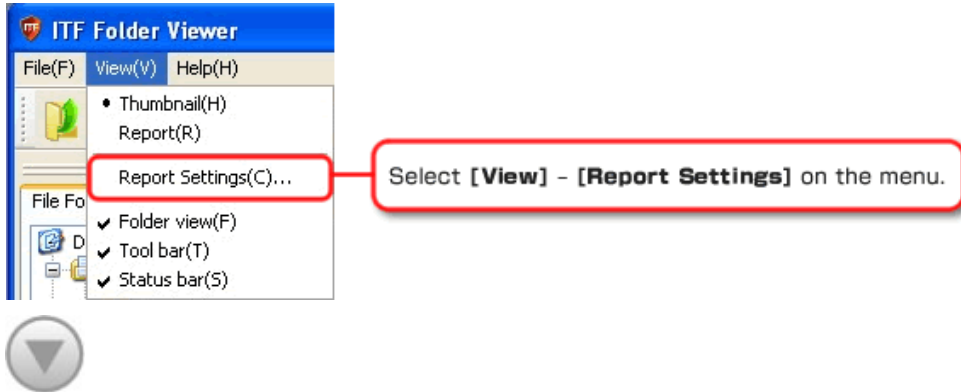 ITF Folder Viewer
File(F) View(V) Help(H)
Thumbnail(H)
Report(R)
Report Settings(C)...
Select [View] – [Report Settings] on the menu.
File Fo
Folder view(F)
D
Tool bar(T)
Status bar(S)